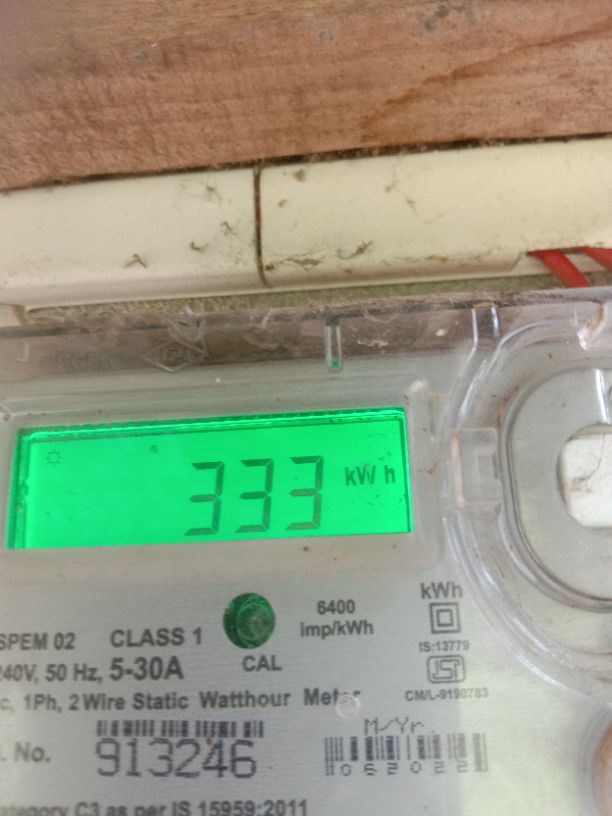 333 kWh
6400
imp/kWh
kWh
IS:13779
SPEM 02 CLASS 1
CAL
240V, 50 Hz, 5-30A
CM/L-9190783
1Ph, 2 Wire Static Watthour Meter
M/Yr.
No. 913246
062022
category C3 as per IS 15959:2011